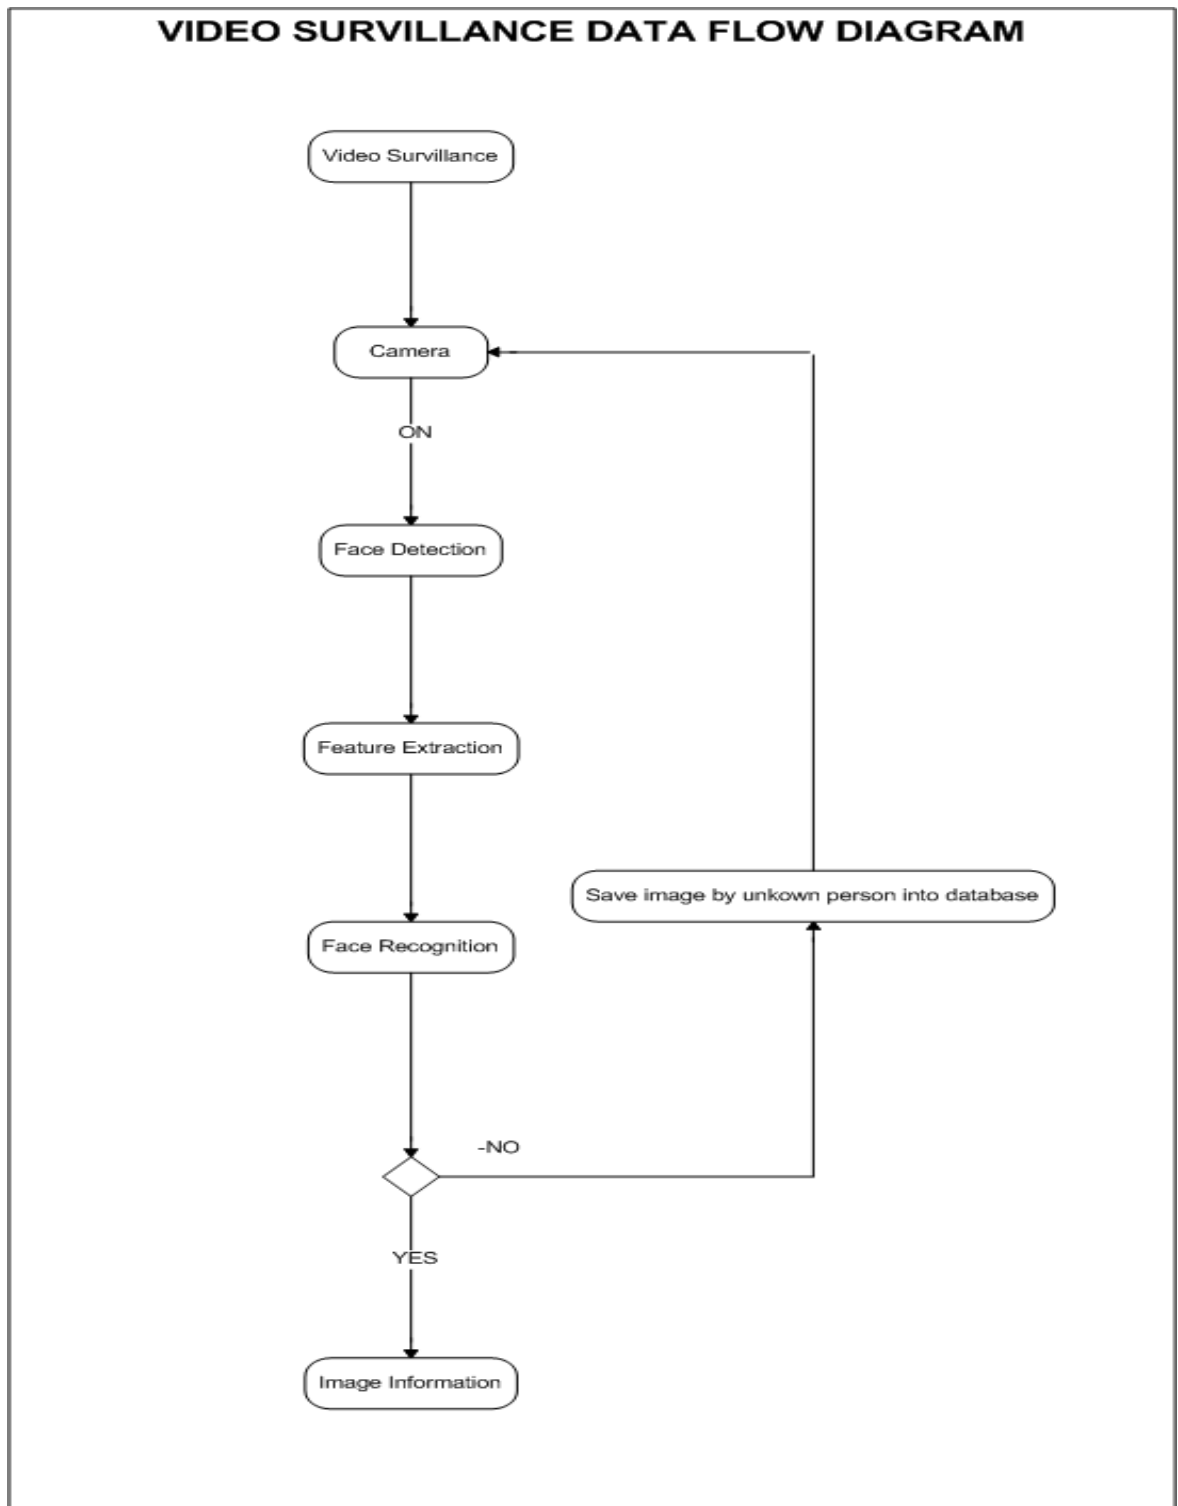 VIDEO SURVILLANCE DATA FLOW DIAGRAM
Video Survillance
Camera
ON
Face Detection
Feature Extraction
Save image by unkown person into database
Face Recognition
-NO
YES
Image Information